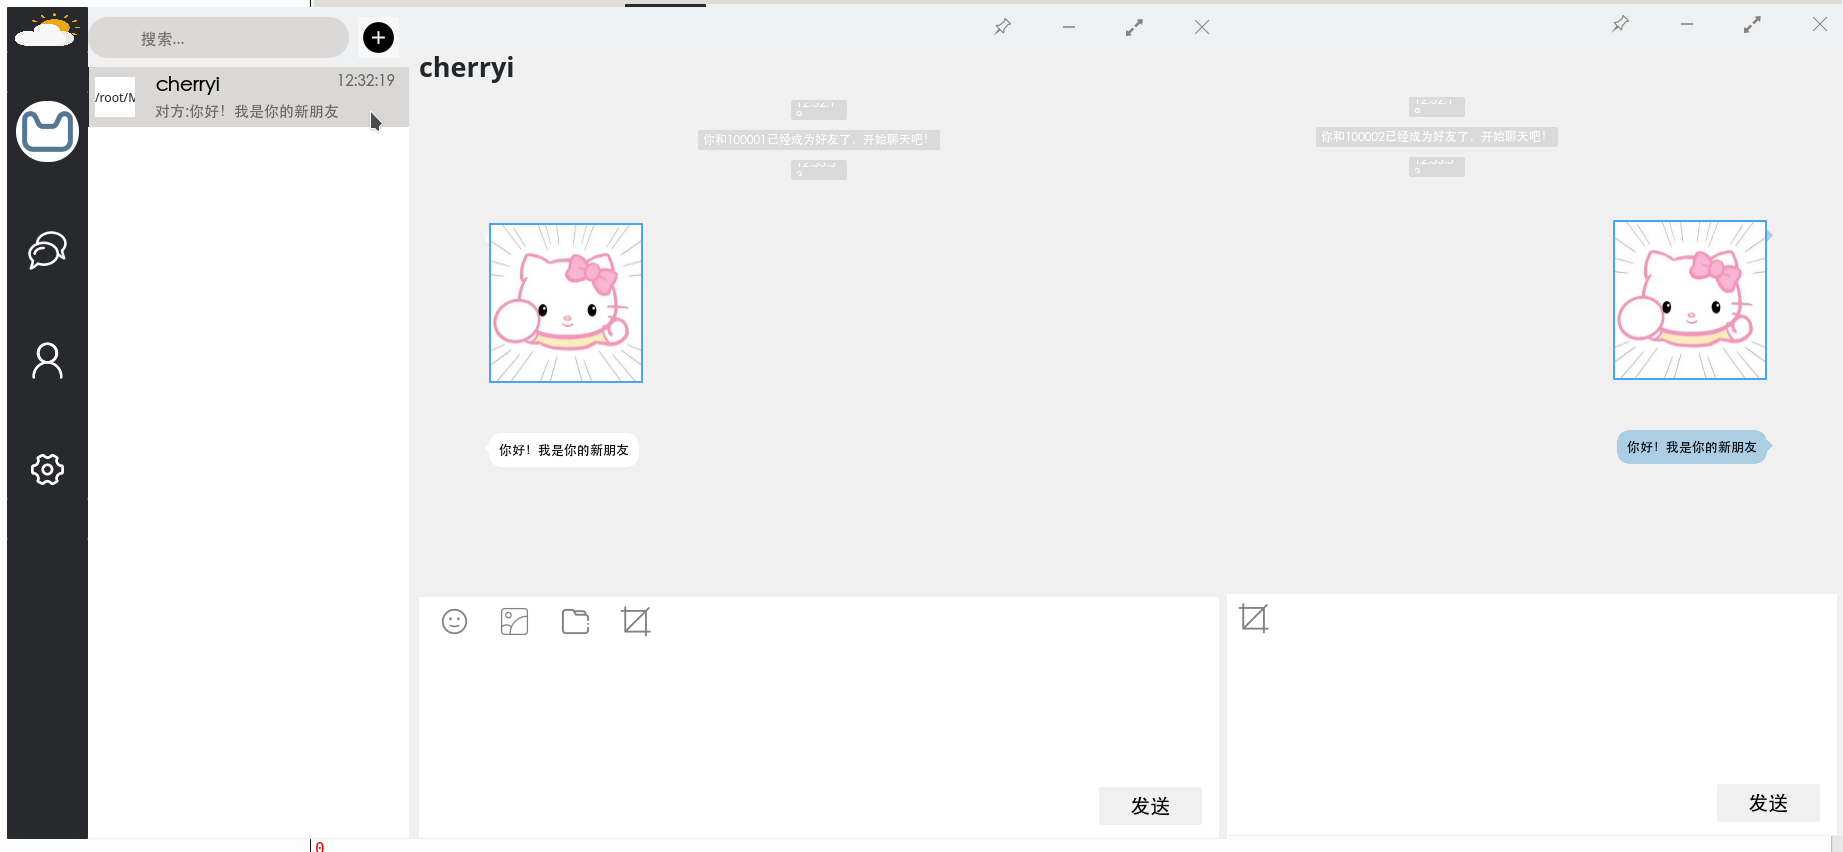 搜索...
cherryi
12:32:19
/root/M
对方:你好！我是你的新朋友
cherryi
你和100001已经成为好友了，开始聊天吧！
你好！我是你的新朋友
发送
你和100002已经成为好友了，开始聊天吧！
你好！我是你的新朋友
发送
0